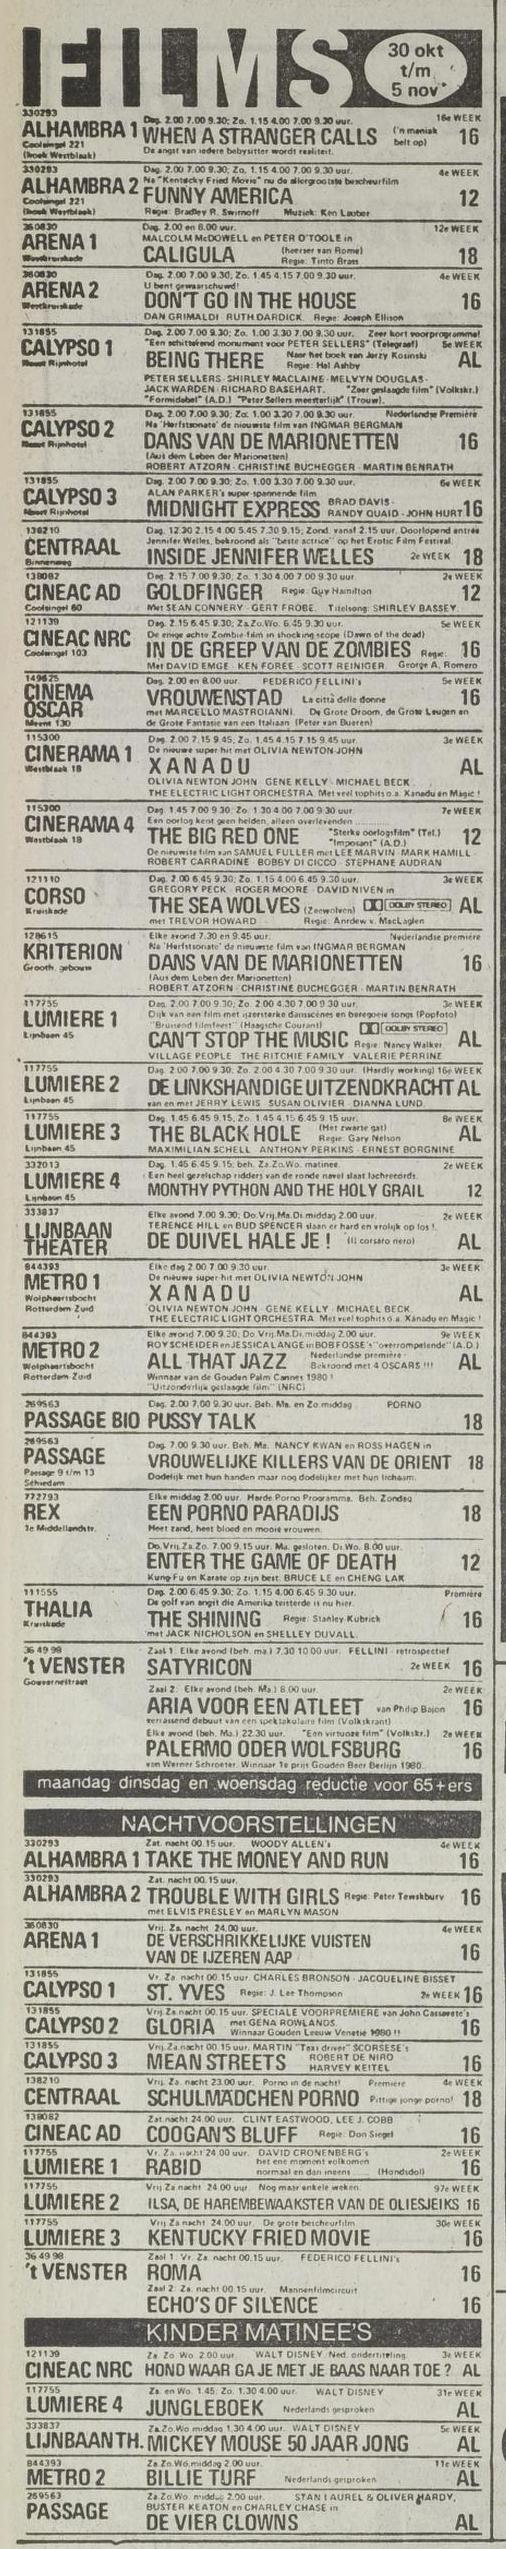 FILMS
30 okt
t/m
5 nov
330293
ALHAMBRA 1
Coolsingel 221
(hoek Westblaak)
Dag. 2.00 7.00 9.30; Zo. 1.15 4.00 7.00 9.30 uur. 16e WEEK
WHEN A STRANGER CALLS ('n maniak belt op) 16
De angst van iedere babysitter wordt realiteit.
330293
ALHAMBRA 2
Coolsingel 221
(hoek Westblaak)
Dag. 2.00 7.00 9.30; Zo. 1.15 4.00 7.00 9.30 uur. 4e WEEK
Na "Kentucky Fried Movie" nu de allergrootste bescheurfilm
FUNNY AMERICA 12
Regie: Bradley R. Swirnoff Muziek: Ken Lauber
360830
ARENA 1
Westkruiskade
Dag. 2.00 en 8.00 uur. 12e WEEK
MALCOLM McDOWELL en PETER O'TOOLE in
CALIGULA (heerser van Rome) Regie: Tinto Brass 18
360830
ARENA 2
Westkruiskade
Dag. 2.00 7.00 9.30; Zo. 1.45 4.15 7.00 9.30 uur. 4e WEEK
U bent gewaarschuwd!
DON'T GO IN THE HOUSE 16
DAN GRIMALDI RUTH DARDICK. Regie: Joseph Ellison
131855
CALYPSO 1
Naast Rijnhotel
Dag. 2.00 7.00 9.30; Zo. 1.00 3.30 7.00 9.30 uur. Zeer kort voorprogramma!
"Een schitterend monument voor PETER SELLERS" (Telegraaf) 5e WEEK
BEING THERE Naar het boek van Jerzy Kosinski Regie: Hal Ashby AL
PETER SELLERS · SHIRLEY MACLAINE · MELVYN DOUGLAS ·
JACK WARDEN · RICHARD BASEHART. "Zeer geslaagde film" (Volkskr.)
"Formidabel" (A.D.) "Peter Sellers meesterlijk" (Trouw).
131855
CALYPSO 2
Naast Rijnhotel
Dag. 2.00 7.00 9.30; Zo. 1.00 3.30 7.00 9.30 uur. Nederlandse Première
Na 'Herfstsonate' de nieuwste film van INGMAR BERGMAN
DANS VAN DE MARIONETTEN 16
(Aus dem Leben der Marionetten)
ROBERT ATZORN · CHRISTINE BUCHEGGER · MARTIN BENRATH
131855
CALYPSO 3
Naast Rijnhotel
Dag. 2.00 7.00 9.30; Zo. 1.00 3.30 7.00 9.30 uur. 6e WEEK
ALAN PARKER's super-spannende film
MIDNIGHT EXPRESS BRAD DAVIS · RANDY QUAID · JOHN HURT 16
138210
CENTRAAL
Binnenweg
Dag. 12.30 2.15 4.00 5.45 7.30 9.15; Zond. vanaf 2.15 uur. Doorlopend entrée
Jennifer Welles, bekroond als "beste actrice" op het Erotic Film Festival.
INSIDE JENNIFER WELLES 2e WEEK 18
138082
CINEAC AD
Coolsingel 60
Dag. 2.15 7.00 9.30; Zo. 1.30 4.00 7.00 9.30 uur. 2e WEEK
GOLDFINGER Regie: Guy Hamilton 12
Met SEAN CONNERY · GERT FROBE. Titelsong: SHIRLEY BASSEY.
121139
CINEAC NRC
Coolsingel 103
Dag. 2.15 6.45 9.30; Za.Zo.Wo. 6.45 9.30 uur. 5e WEEK
De enige achte Zombie film in shocking-scope (Dawn of the dead)
IN DE GREEP VAN DE ZOMBIES Regie: 16
Met DAVID EMGE · KEN FOREE · SCOTT REINIGER. George A. Romero
149625
CINEMA
OSCAR
Meent 130
Dag. 2.00 en 8.00 uur. FEDERICO FELLINI's 5e WEEK
VROUWENSTAD La città delle donne 16
met MARCELLO MASTROIANNI. De Grote Droom, de Grote Leugen en
de Grote Fantasie van een Italiaan (Peter van Bueren)
115300
CINERAMA 1
Westblaak 18
Dag. 2.00 7.15 9.45; Zo. 1.45 4.15 7.15 9.45 uur 3e WEEK
De nieuwe super-hit met OLIVIA NEWTON-JOHN
XANADU AL
OLIVIA NEWTON JOHN · GENE KELLY · MICHAEL BECK.
THE ELECTRIC LIGHT ORCHESTRA. Met veel tophits o.a. Xanadu en Magic !
115300
CINERAMA 4
Westblaak 18
Dag. 1.45 7.00 9.30; Zo. 1.30 4.00 7.00 9.30 uur 7e WEEK
Een oorlog kent geen helden, alleen overlevenden ............
THE BIG RED ONE "Sterke oorlogsfilm" (Tel.) "Imposant" (A.D.) 12
De nieuwste film van SAMUEL FULLER met LEE MARVIN · MARK HAMILL ·
ROBERT CARRADINE · BOBBY DI CICCO · STEPHANE AUDRAN
121110
CORSO
Kruiskade
Dag. 2.00 6.45 9.30; Zo. 1.15 4.00 6.45 9.30 uur. 3e WEEK
GREGORY PECK · ROGER MOORE · DAVID NIVEN in
THE SEA WOLVES (Zeewolven) DOLBY STEREO AL
met TREVOR HOWARD Regie: Anrdew v. MacLaglen
128615
KRITERION
Grooth. gebouw
Elke avond 7.30 en 9.45 uur. Nederlandse première
Na 'Herfstsonate' de nieuwste film van INGMAR BERGMAN
DANS VAN DE MARIONETTEN 16
(Aus dem Leben der Marionetten)
ROBERT ATZORN · CHRISTINE BUCHEGGER · MARTIN BENRATH
117755
LUMIERE 1
Lijnbaan 45
Dag. 2.00 7.00 9.30; Zo. 2.00 4.30 7.00 9.30 uur 3e WEEK
Dijk van een film met ijzersterke dansscènes en beregoeie songs (Popfoto)
"Bruisend filmfeest" (Haagsche Courant) DOLBY STEREO
CAN'T STOP THE MUSIC Regie: Nancy Walker AL
VILLAGE PEOPLE THE RITCHIE FAMILY · VALERIE PERRINE
117755
LUMIERE 2
Lijnbaan 45
Dag. 2.00 7.00 9.30; Zo. 2.00 4.30 7.00 9.30 uur. (Hardly working) 16e WEEK
DE LINKSHANDIGE UITZENDKRACHT AL
van en met JERRY LEWIS · SUSAN OLIVIER · DIANNA LUND.
117755
LUMIERE 3
Lijnbaan 45
Dag. 1.45 6.45 9.15; Zo. 1.45 4.15 6.45 9.15 uur. 8e WEEK
THE BLACK HOLE (Het zwarte gat) Regie: Gary Nelson AL
MAXIMILIAN SCHELL · ANTHONY PERKINS · ERNEST BORGNINE
332013
LUMIERE 4
Lijnbaan 45
Dag. 1.45 6.45 9.15; beh. Za.Zo.Wo. matinee. 2e WEEK
Een heel gezelschap ridders van de ronde navel slaat lachrecords.
MONTHY PYTHON AND THE HOLY GRAIL 12
333837
LIJNBAAN
THEATER
Elke avond 7.00 9.30; Do.Vrij.Ma.Di.middag 2.00 uur. 2e WEEK
TERENCE HILL en BUD SPENCER slaan er hard en vrolijk op los !.
DE DUIVEL HALE JE ! (Il corsaro nero) AL
844393
METRO 1
Wolphaertsbocht
Rotterdam Zuid
Elke dag 2.00 7.00 9.30 uur. 3e WEEK
De nieuwe super-hit met OLIVIA NEWTON JOHN
XANADU AL
OLIVIA NEWTON JOHN · GENE KELLY · MICHAEL BECK.
THE ELECTRIC LIGHT ORCHESTRA Met veel tophits o.a. Xanadu en Magic !
844393
METRO 2
Wolphaertsbocht
Rotterdam Zuid
Elke avond 7.00 9.30; Do.Vrij.Ma.Di.middag 2.00 uur. 9e WEEK
ROY SCHEIDER en JESSICA LANGE in BOB FOSSE's "overrompelende" (A.D.)
ALL THAT JAZZ Nederlandse première · Bekroond met 4 OSCARS !!! AL
Winnaar van de Gouden Palm Cannes 1980 !
"Uitzonderlijk geslaagde film" (NRC)
269563
PASSAGE BIO
Dag. 2.00 7.00 9.30 uur. Beh. Ma. en Zo.middag PORNO
PUSSY TALK 18
269563
PASSAGE
Passage 9 t/m 13
Schiedam
Dag. 7.00 9.30 uur. Beh. Ma. NANCY KWAN en ROSS HAGEN in
VROUWELIJKE KILLERS VAN DE ORIENT 18
Dodelijk met hun handen maar nog dodelijker met hun lichaam.
772793
REX
1e Middellandstr.
Elke middag 2.00 uur. Harde Porno Programma. Beh. Zondag
EEN PORNO PARADIJS 18
Heet zand, heet bloed en mooie vrouwen.
Do.Vrij.Za.Zo. 7.00 9.15 uur. Ma. gesloten. Di.Wo. 8.00 uur.
ENTER THE GAME OF DEATH 12
Kung-Fu en Karate op zijn best. BRUCE LE en CHENG LAK
111555
THALIA
Kruiskade
Dag. 2.00 6.45 9.30; Zo. 1.15 4.00 6.45 9.30 uur. Première
De golf van angst die Amerika teisterde is nu hier.
THE SHINING Regie: Stanley Kubrick 16
met JACK NICHOLSON en SHELLEY DUVALL.
36 49 98
't VENSTER
Gouvernestraat
Zaal 1: Elke avond (beh. ma.) 7.30 10.00 uur. FELLINI · retrospectief
SATYRICON 2e WEEK 16
Zaal 2: Elke avond (beh. Ma.) 8.00 uur. 2e WEEK
ARIA VOOR EEN ATLEET van Philip Bajon 16
verrassend debuut van een spektakulaire film (Volkskrant)
Elke avond (beh. Ma.) 22.30 uur. "Een virtuoze film" (Volkskr.) 2e WEEK
PALERMO ODER WOLFSBURG 16
van Werner Schroeter. Winnaar 1e prijs Gouden Beer Berlijn 1980.
maandag dinsdag en woensdag reductie voor 65+ers
NACHTVOORSTELLINGEN
330293
ALHAMBRA 1
Zat. nacht 00.15 uur. WOODY ALLEN's 4e WEEK
TAKE THE MONEY AND RUN 16
330293
ALHAMBRA 2
Zat. nacht 00.15 uur.
TROUBLE WITH GIRLS Regie: Peter Tewskbury 16
met ELVIS PRESLEY en MARLYN MASON
360830
ARENA 1
Vrij. Za. nacht 24.00 uur. 4e WEEK
DE VERSCHRIKKELIJKE VUISTEN
VAN DE IJZEREN AAP 16
131855
CALYPSO 1
Vr. Za. nacht 00.15 uur. CHARLES BRONSON · JACQUELINE BISSET
ST. YVES Regie: J. Lee Thompson 2e WEEK 16
131855
CALYPSO 2
Vrij.Za.nacht 00.15 uur. SPECIALE VOORPREMIERE van John Cassavete's
GLORIA met GENA ROWLANDS. Winnaar Gouden Leeuw Venetie 1980 !! 16
131855
CALYPSO 3
Vrij.Za.nacht 00.15 uur. MARTIN "Taxi driver" SCORSESE's
MEAN STREETS ROBERT DE NIRO HARVEY KEITEL 16
138210
CENTRAAL
Vrij. Za. nacht 23.00 uur. Porno in de nacht! Première 4e WEEK
SCHULMÄDCHEN PORNO Pittige jonge porno! 18
138082
CINEAC AD
Zat.nacht 24.00 uur. CLINT EASTWOOD, LEE J. COBB
COOGAN'S BLUFF Regie: Don Siegel 16
117755
LUMIERE 1
Vr. Za. nacht 24.00 uur. DAVID CRONENBERG's 2e WEEK
RABID het ene moment volkomen normaal en dan ineens ...... (Hondsdol) 16
117755
LUMIERE 2
Vrij Za nacht 24.00 uur. Nog maar enkele weken. 97e WEEK
ILSA, DE HAREMBEWAAKSTER VAN DE OLIESJEIKS 16
117755
LUMIERE 3
Vrij Za nacht 24.00 uur. De grote bescheurfilm 30e WEEK
KENTUCKY FRIED MOVIE 16
36 49 98
't VENSTER
Zaal 1: Vr. Za. nacht 00.15 uur. FEDERICO FELLINI's
ROMA 16
Zaal 2: Za. nacht 00.15 uur Mannenfilmcircuit
ECHO'S OF SILENCE 16
KINDER MATINEE'S
121139
CINEAC NRC
Za. Zo. Wo. 2.00 uur. WALT DISNEY. Ned. ondertiteling 3e WEEK
HOND WAAR GA JE MET JE BAAS NAAR TOE? AL
117755
LUMIERE 4
Za. en Wo. 1.45; Zo. 1.30 4.00 uur. WALT DISNEY 31e WEEK
JUNGLEBOEK Nederlands gesproken AL
333837
LIJNBAAN TH.
Za.Zo.Wo middag 1.30 4.00 uur. WALT DISNEY 5e WEEK
MICKEY MOUSE 50 JAAR JONG AL
844393
METRO 2
Za.Zo.Wo.middag 2.00 uur. 11e WEEK
BILLIE TURF Nederlands gesproken AL
269563
PASSAGE
Za.Zo.Wo. middag 2.00 uur. STAN LAUREL & OLIVER HARDY,
BUSTER KEATON en CHARLEY CHASE in
DE VIER CLOWNS AL